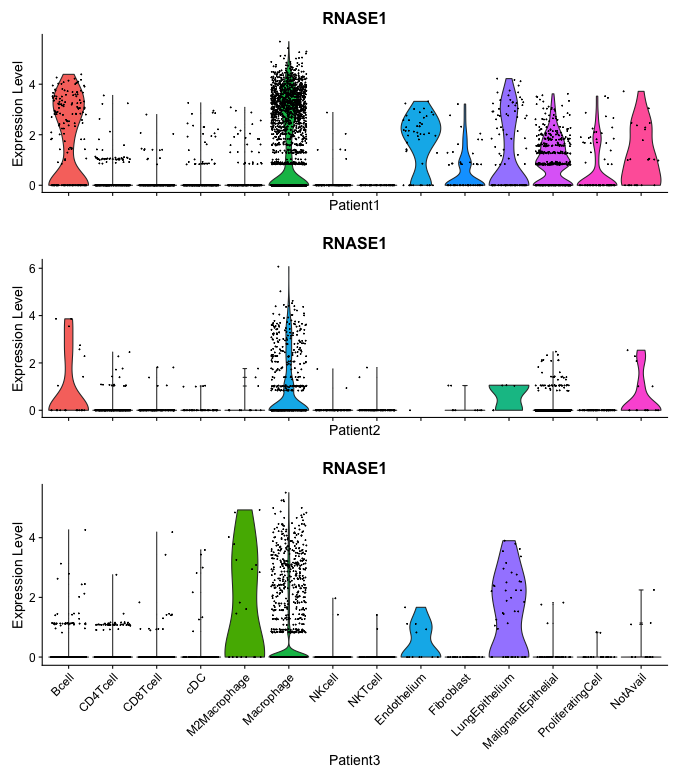 RNASE1
Expression Level
4
2
0
Patient1
RNASE1
Expression Level
6
4
2
0
Patient2
RNASE1
Expression Level
4
2
0
Bcell
CD4Tcell
CD8Tcell
cDC
M2Macrophage
Macrophage
NKcell
NKTcell
Endothelium
Fibroblast
LungEpithelium
MalignantEpithelial
ProliferatingCell
NotAvail
Patient3